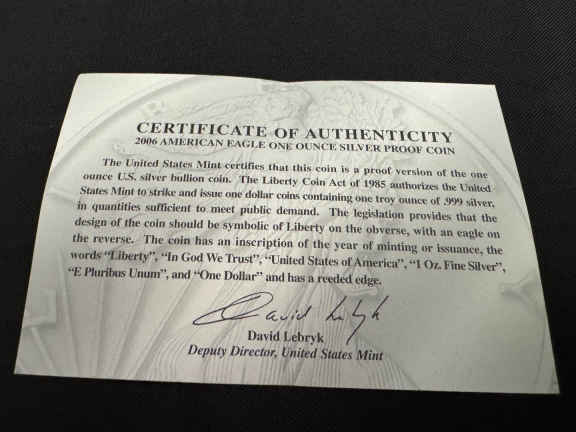 CERTIFICATE OF AUTHENTICITY
2006 AMERICAN EAGLE ONE OUNCE SILVER PROOF COIN
The United States Mint certifies that this coin is a proof version of the one
ounce U.S. silver bullion coin. The Liberty Coin Act of 1985 authorizes the United
States Mint to strike and issue one dollar coins containing one troy ounce of .999 silver,
in quantities sufficient to meet public demand. The legislation provides that the
design of the coin should be symbolic of Liberty on the obverse, with an eagle on
the reverse. The coin has an inscription of the year of minting or issuance, the
words “Liberty”, “In God We Trust”, “United States of America”, “1 Oz. Fine Silver”,
“E Pluribus Unum”, and “One Dollar” and has a reeded edge.
David Lebryk
David Lebryk
Deputy Director, United States Mint